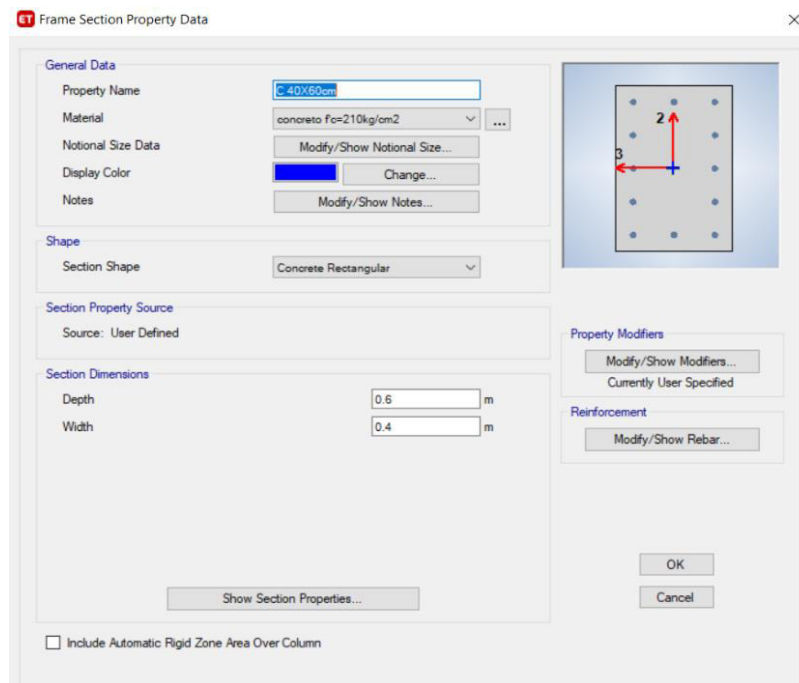 ET Frame Section Property Data
General Data
Property Name C 40X60cm
Material concreto f'c=210kg/cm2 ...
Notional Size Data Modify/Show Notional Size...
Display Color Change...
Notes Modify/Show Notes...
Shape
Section Shape Concrete Rectangular
Section Property Source
Source: User Defined
Section Dimensions
Depth 0.6 m
Width 0.4 m
Show Section Properties...
Include Automatic Rigid Zone Area Over Column
2
3
Property Modifiers
Modify/Show Modifiers...
Currently User Specified
Reinforcement
Modify/Show Rebar...
OK
Cancel